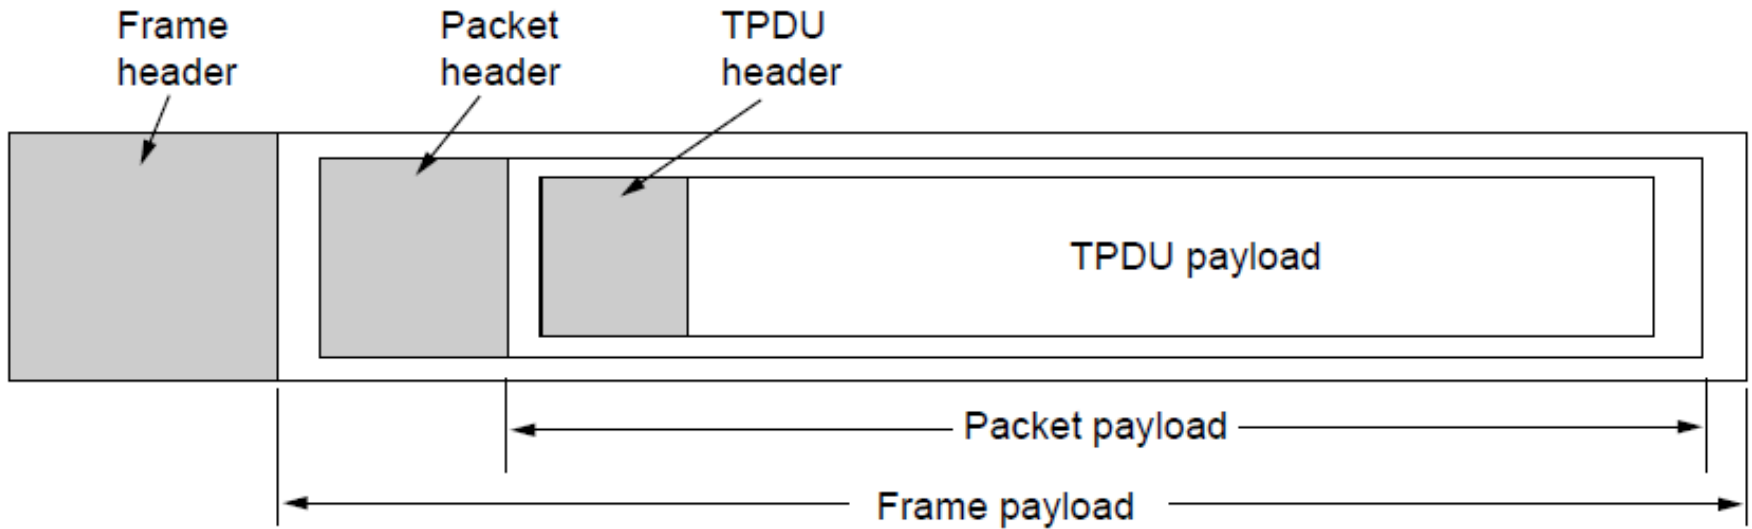 Frame
header
Packet
header
TPDU
header
TPDU payload
Packet payload
Frame payload